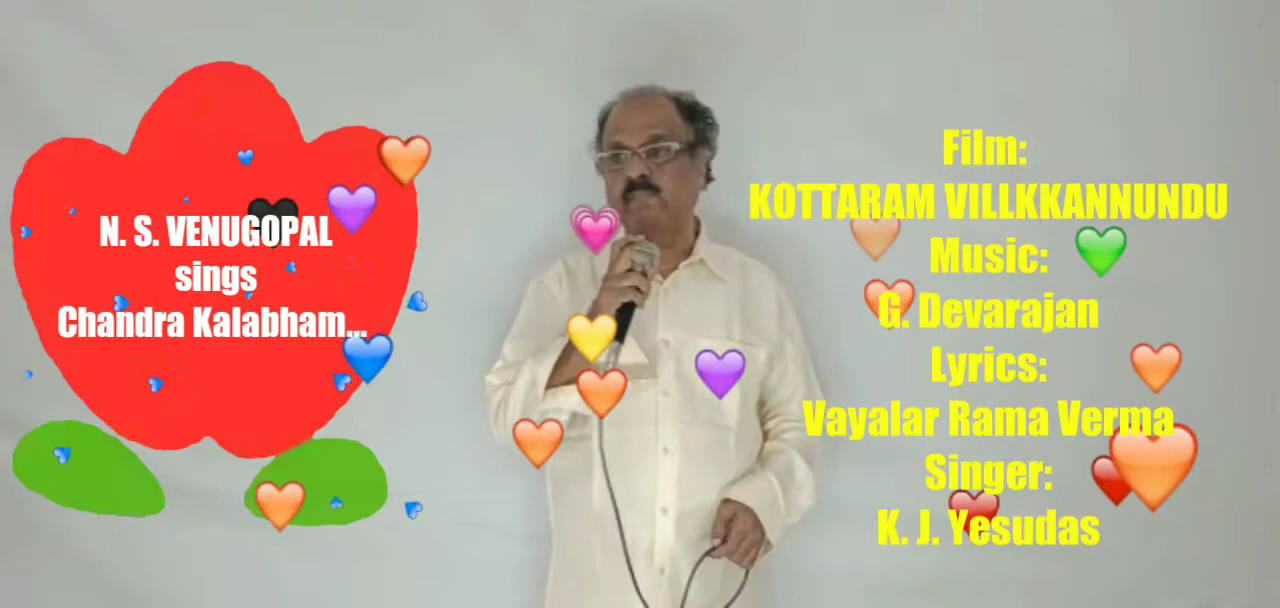 N. S. VENUGOPAL
sings
Chandra Kalabham...
Film:
KOTTARAM VILLKKANNUNDU
Music:
G. Devarajan
Lyrics:
Vayalar Rama Verma
Singer:
K. J. Yesudas